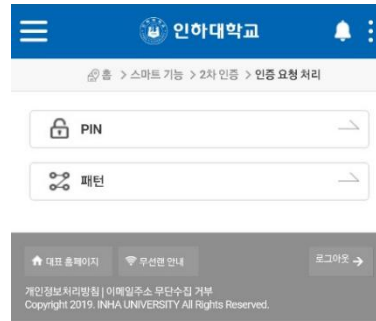 인하대학교
홈 > 스마트 기능 > 2차 인증 > 인증 요청 처리
PIN
패턴
대표 홈페이지 무선랜 안내 로그아웃
개인정보처리방침 | 이메일주소 무단수집 거부
Copyright 2019. INHA UNIVERSITY All Rights Reserved.